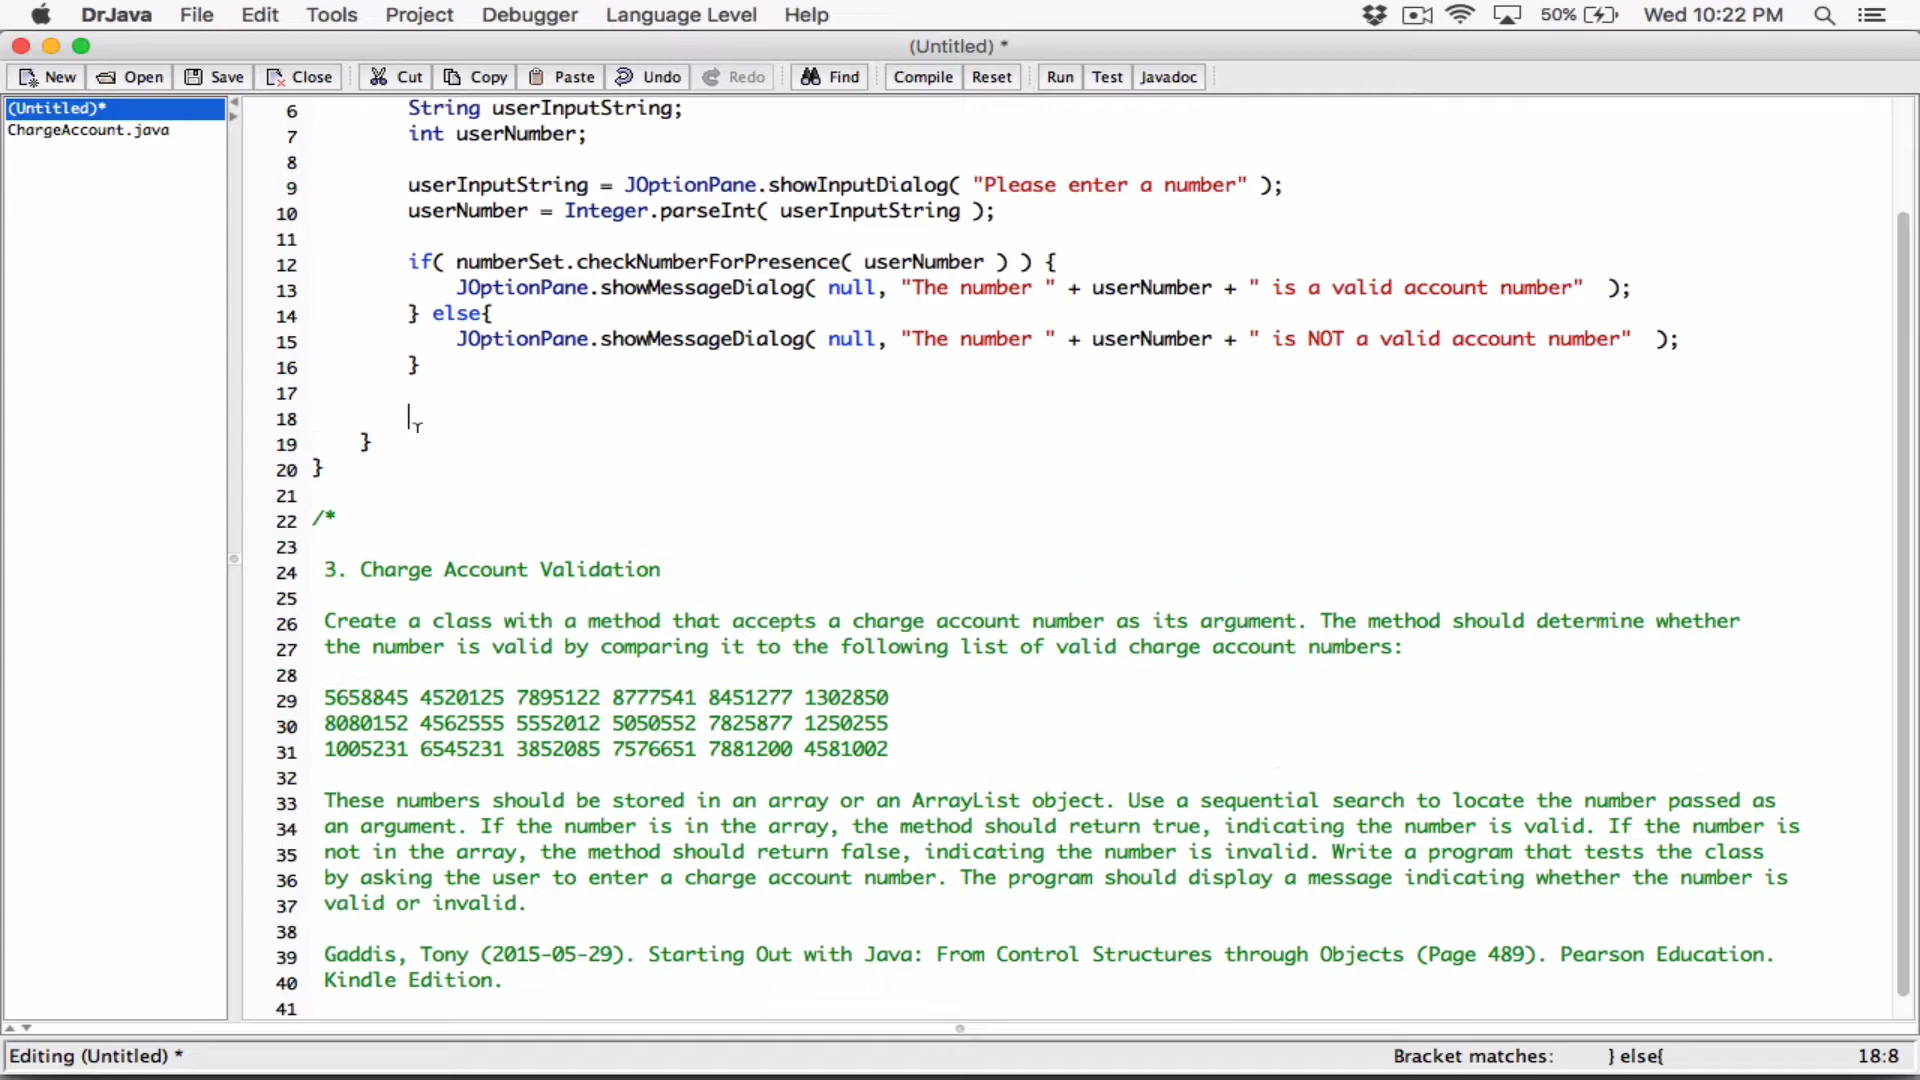 DrJava File Edit Tools Project Debugger Language Level Help 50% Wed 10:22 PM
(Untitled) *
New Open Save Close Cut Copy Paste Undo Redo Find Compile Reset Run Test Javadoc
(Untitled)*
ChargeAccount.java
6 String userInputString;
7 int userNumber;
8
9 userInputString = JOptionPane.showInputDialog( "Please enter a number" );
10 userNumber = Integer.parseInt( userInputString );
11
12 if( numberSet.checkNumberForPresence( userNumber ) ) {
13 JOptionPane.showMessageDialog( null, "The number " + userNumber + " is a valid account number"  );
14 } else{
15 JOptionPane.showMessageDialog( null, "The number " + userNumber + " is NOT a valid account number"  );
16 }
17
18
19 }
20 }
21
22 /*
23
24 3. Charge Account Validation
25
26 Create a class with a method that accepts a charge account number as its argument. The method should determine whether
27 the number is valid by comparing it to the following list of valid charge account numbers:
28
29 5658845 4520125 7895122 8777541 8451277 1302850
30 8080152 4562555 5552012 5050552 7825877 1250255
31 1005231 6545231 3852085 7576651 7881200 4581002
32
33 These numbers should be stored in an array or an ArrayList object. Use a sequential search to locate the number passed as
34 an argument. If the number is in the array, the method should return true, indicating the number is valid. If the number is
35 not in the array, the method should return false, indicating the number is invalid. Write a program that tests the class
36 by asking the user to enter a charge account number. The program should display a message indicating whether the number is
37 valid or invalid.
38
39 Gaddis, Tony (2015-05-29). Starting Out with Java: From Control Structures through Objects (Page 489). Pearson Education.
40 Kindle Edition.
41
Editing (Untitled) * Bracket matches: } else{ 18:8